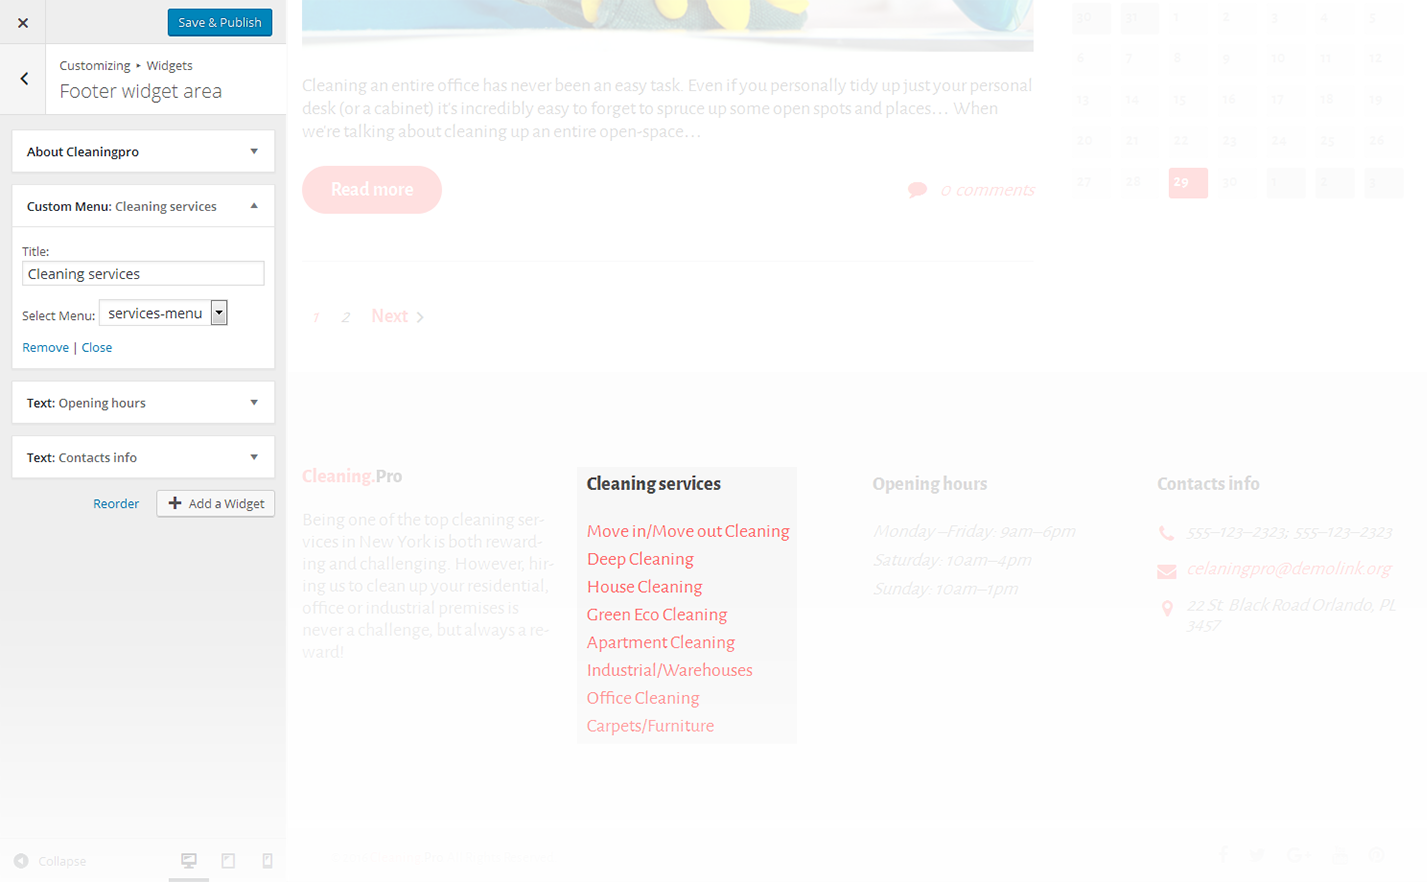 Save & Publish
Customizing ▸ Widgets
Footer widget area
About Cleaningpro
Custom Menu: Cleaning services
Title:
Cleaning services
Select Menu: services-menu
Remove | Close
Text: Opening hours
Text: Contacts info
Reorder
Add a Widget
Collapse
Cleaning an entire office has never been an easy task. Even if you personally tidy up just your personal
desk (or a cabinet) it's incredibly easy to forget to spruce up some open spots and places… When
we're talking about cleaning up an entire open-space…
Read more
0 comments
1 2 Next
30 31 1 2 3 4 5
6 7 8 9 10 11 12
13 14 15 16 17 18 19
20 21 22 23 24 25 26
27 28 29 30 1 2 3
Cleaning.Pro
Being one of the top cleaning ser-
vices in New York is both reward-
ing and challenging. However, hir-
ing us to clean up your residential,
office or industrial premises is
never a challenge, but always a re-
ward!
Cleaning services
Move in/Move out Cleaning
Deep Cleaning
House Cleaning
Green Eco Cleaning
Apartment Cleaning
Industrial/Warehouses
Office Cleaning
Carpets/Furniture
Opening hours
Monday –Friday: 9am–6pm
Saturday: 10am–4pm
Sunday: 10am–1pm
Contacts info
555–123–2323; 555–123–2323
celaningpro@demolink.org
22 St. Black Road Orlando, PL
3457